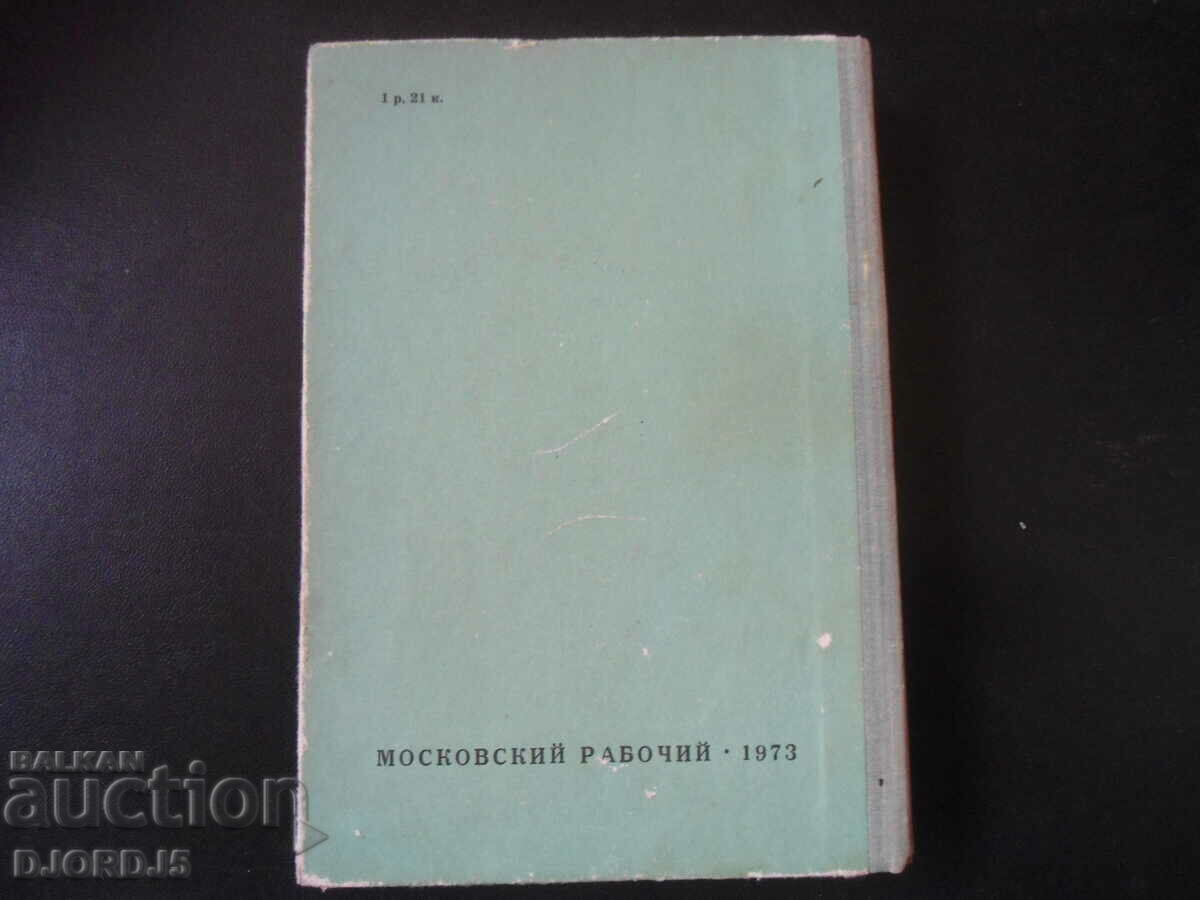 1 р. 21 к.
МОСКОВСКИЙ РАБОЧИЙ · 1973
BALKAN
auction
DJORDJ5